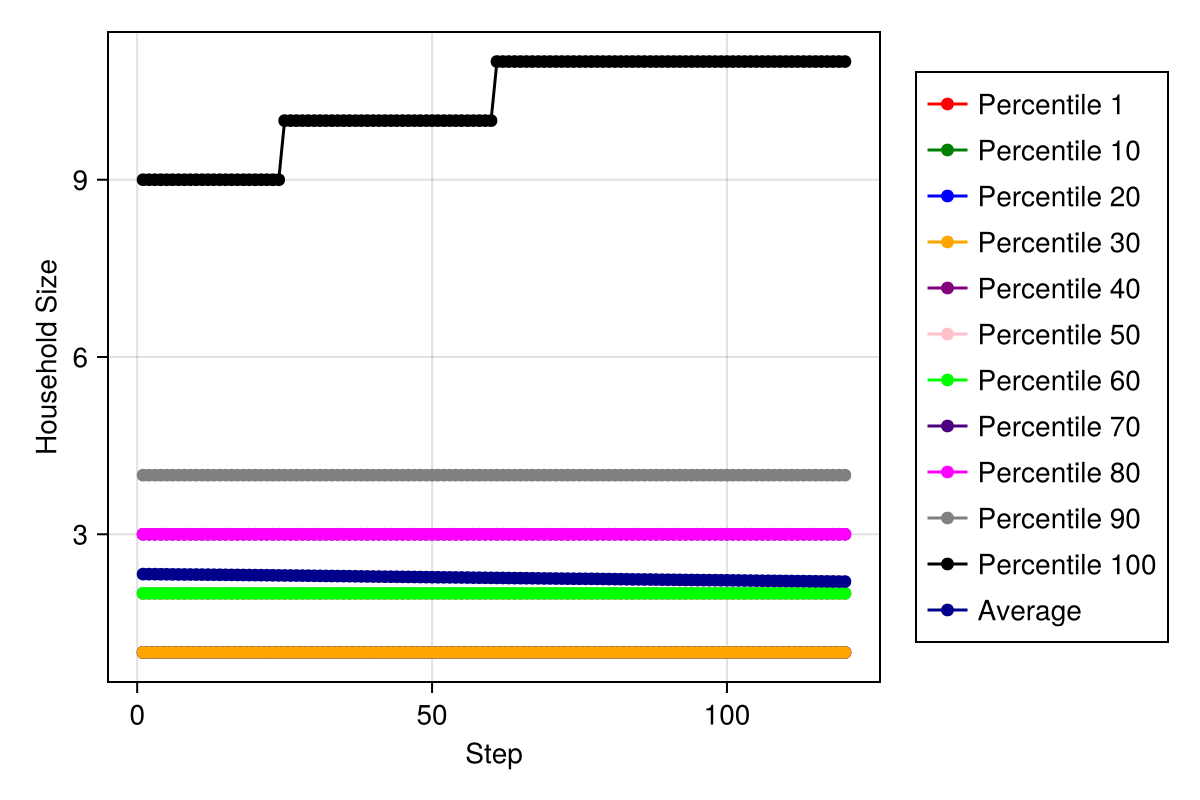 Household Size
9
6
3
0
50
100
Step
Percentile 1
Percentile 10
Percentile 20
Percentile 30
Percentile 40
Percentile 50
Percentile 60
Percentile 70
Percentile 80
Percentile 90
Percentile 100
Average